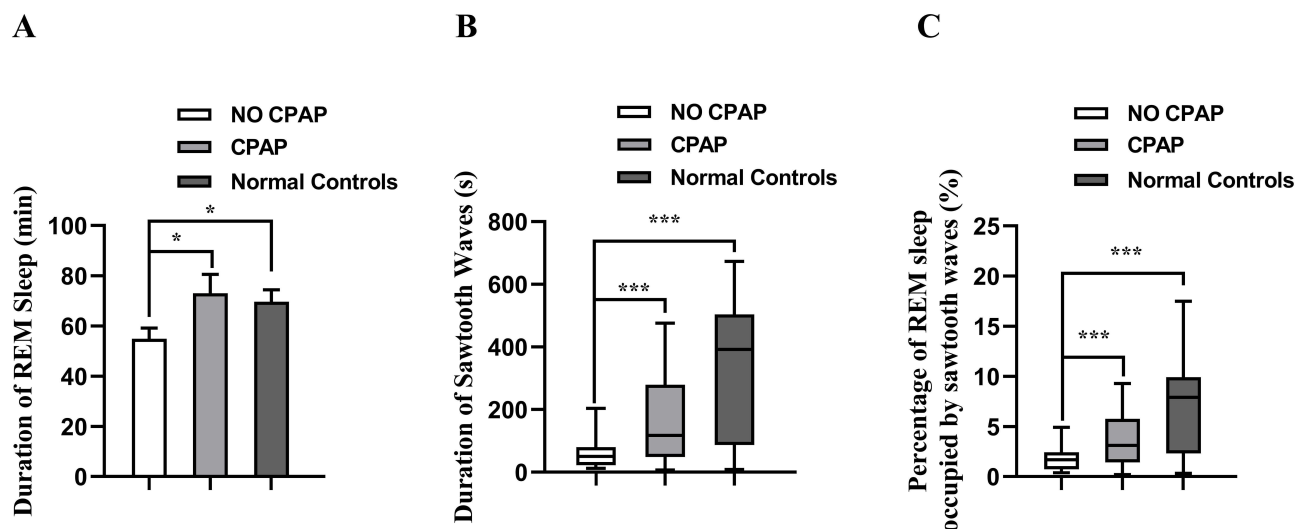 A
NO CPAP
CPAP
Normal Controls
Duration of REM Sleep (min)
100
80
60
40
20
0
*
*
B
NO CPAP
CPAP
Normal Controls
Duration of Sawtooth Waves (s)
800
600
400
200
0
***
***
C
NO CPAP
CPAP
Normal Controls
Percentage of REM sleep
occupied by sawtooth waves (%)
25
20
15
10
5
0
***
***